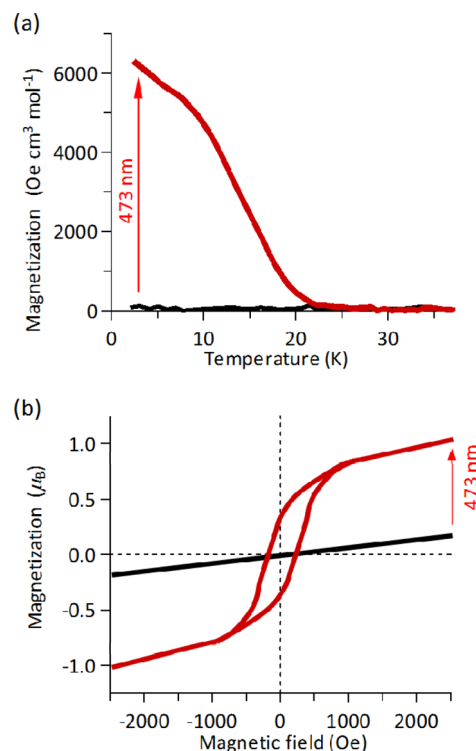 (a)
Magnetization (Oe cm³ mol⁻¹)
6000
4000
2000
0
473 nm
0 10 20 30
Temperature (K)
(b)
Magnetization (μB)
1.0
0.5
0.0
-0.5
-1.0
473 nm
-2000 -1000 0 1000 2000
Magnetic field (Oe)